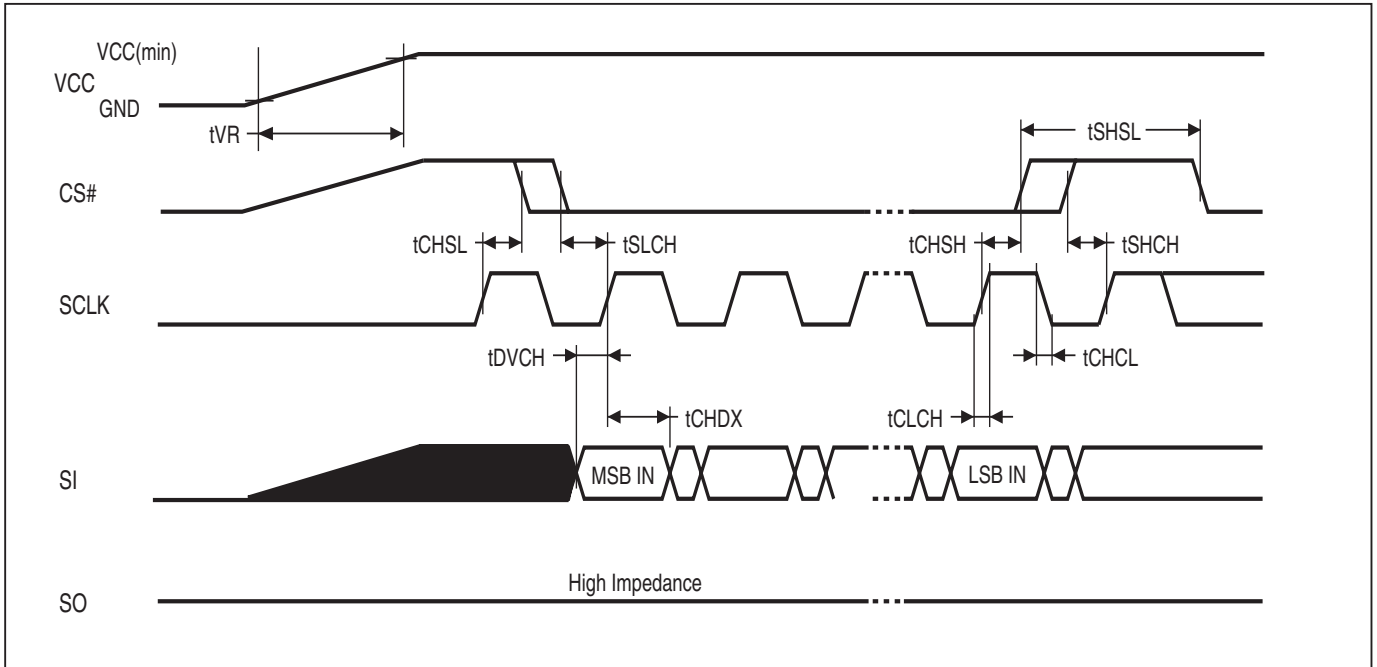 VCC(min)
VCC
GND
tVR
tSHSL
CS#
tCHSL
tSLCH
tCHSH
tSHCH
SCLK
tDVCH
tCHCL
tCHDX
tCLCH
SI
MSB IN
LSB IN
High Impedance
SO